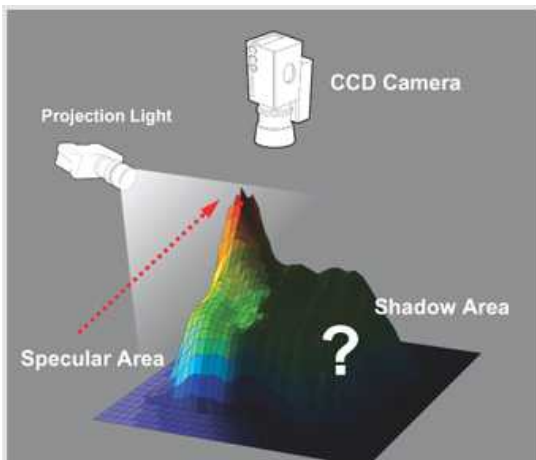 CCD Camera
Projection Light
Shadow Area
Specular Area
?